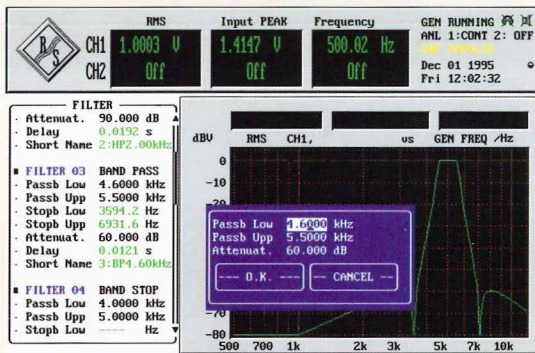 RMS Input PEAK Frequency GEN RUNNING
R S CH1 1.0003 V 1.4147 V 500.02 Hz ANL 1:CONT 2: OFF
CH2 Off Off Off Dec 01 1995
Fri 12:02:32
FILTER
Attenuat. 90.000 dB
Delay 0.0192 s
Short Name 2:HP2.00kHz
FILTER 03 BAND PASS
Passb Low 4.6000 kHz
Passb Upp 5.5000 kHz
Stopb Low 3594.2 Hz
Stopb Upp 6931.6 Hz
Attenuat. 60.000 dB
Delay 0.0121 s
Short Name 3:BP4.60kHz
FILTER 04 BAND STOP
Passb Low 4.0000 kHz
Passb Upp 5.0000 kHz
Stopb Low ---- Hz
dBV RMS CH1, vs GEN FREQ /Hz
0
-10
-20
Passb Low 4.6000 kHz
Passb Upp 5.5000 kHz
Attenuat. 60.000 dB
--- O.K. --- -- CANCEL --
-70
-80
500 700 1k 2k 3k 5k 7k 10k